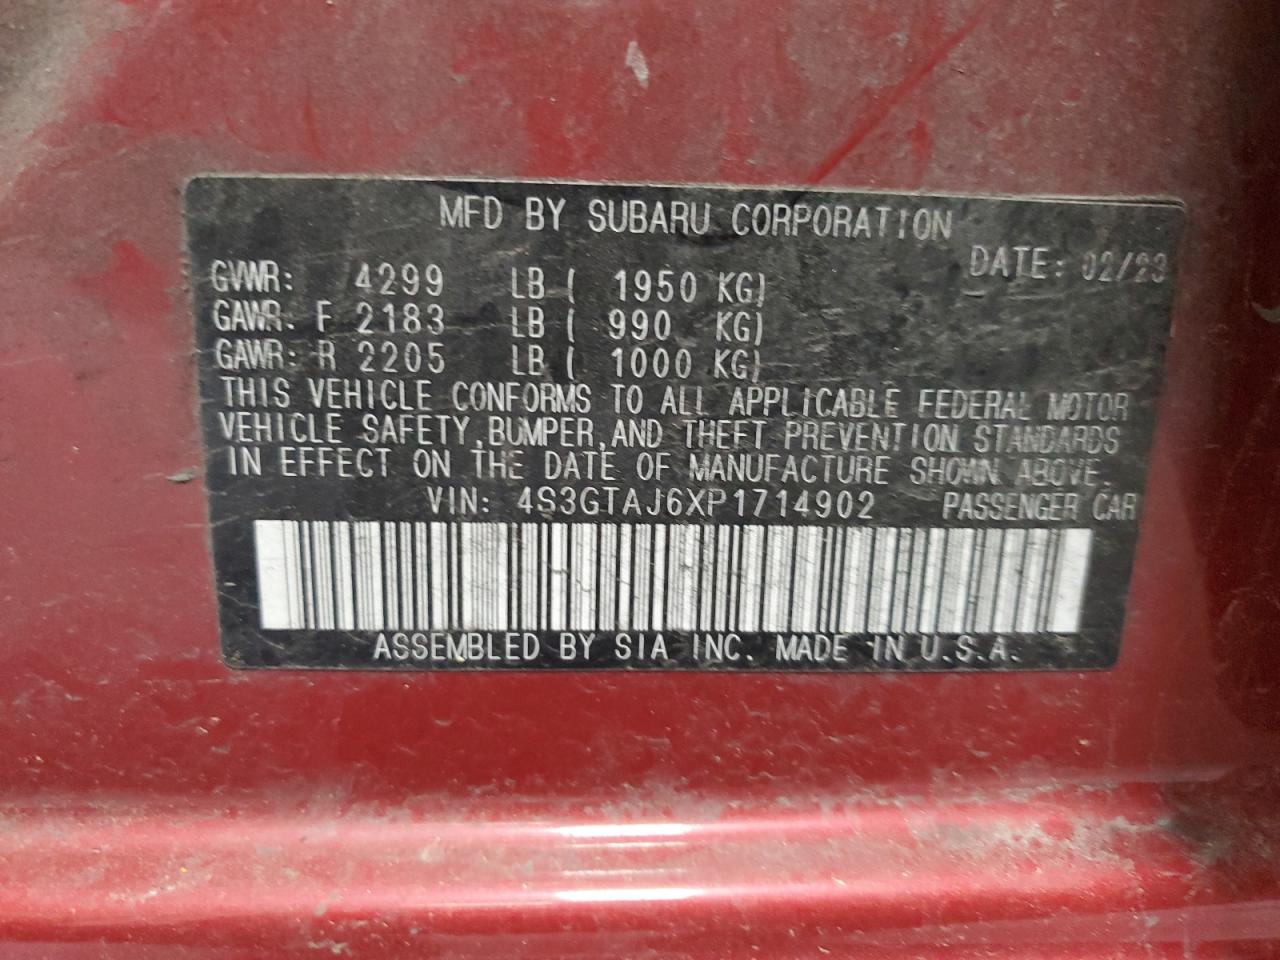 MFD BY SUBARU CORPORATION
DATE: 02/23
GVWR: 4299 LB ( 1950 KG)
GAWR: F 2183 LB ( 990 KG)
GAWR: R 2205 LB ( 1000 KG)
THIS VEHICLE CONFORMS TO ALL APPLICABLE FEDERAL MOTOR
VEHICLE SAFETY,BUMPER,AND THEFT PREVENTION STANDARDS
IN EFFECT ON THE DATE OF MANUFACTURE SHOWN ABOVE.
VIN: 4S3GTAJ6XP1714902 PASSENGER CAR
ASSEMBLED BY SIA INC. MADE IN U.S.A.